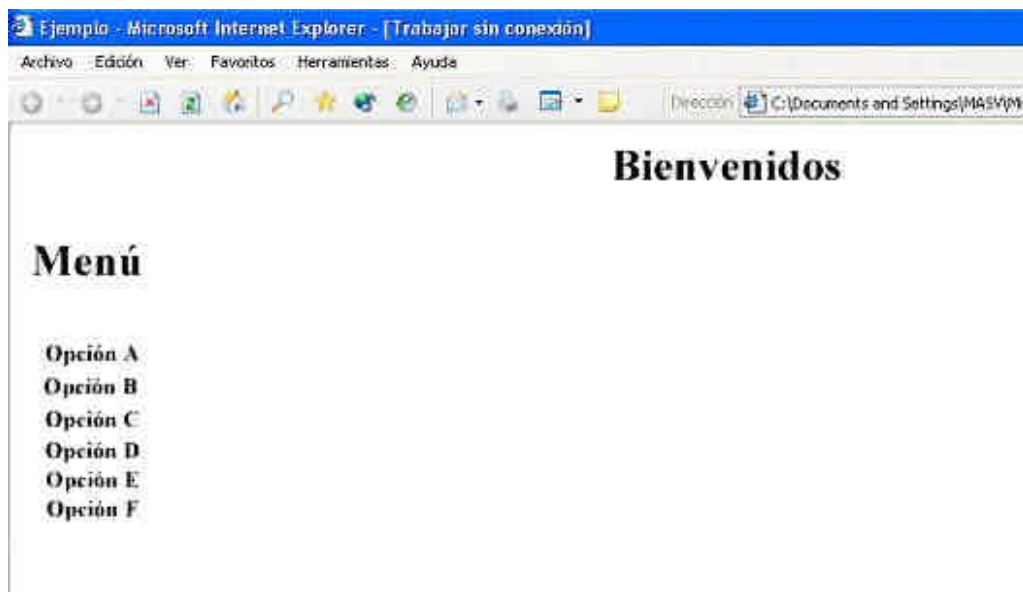 Ejemplo - Microsoft Internet Explorer - [Trabajar sin conexión]
Archivo Edición Ver Favoritos Herramientas Ayuda
Dirección C:\Documents and Settings\MASV\M
Bienvenidos
Menú
Opción A
Opción B
Opción C
Opción D
Opción E
Opción F